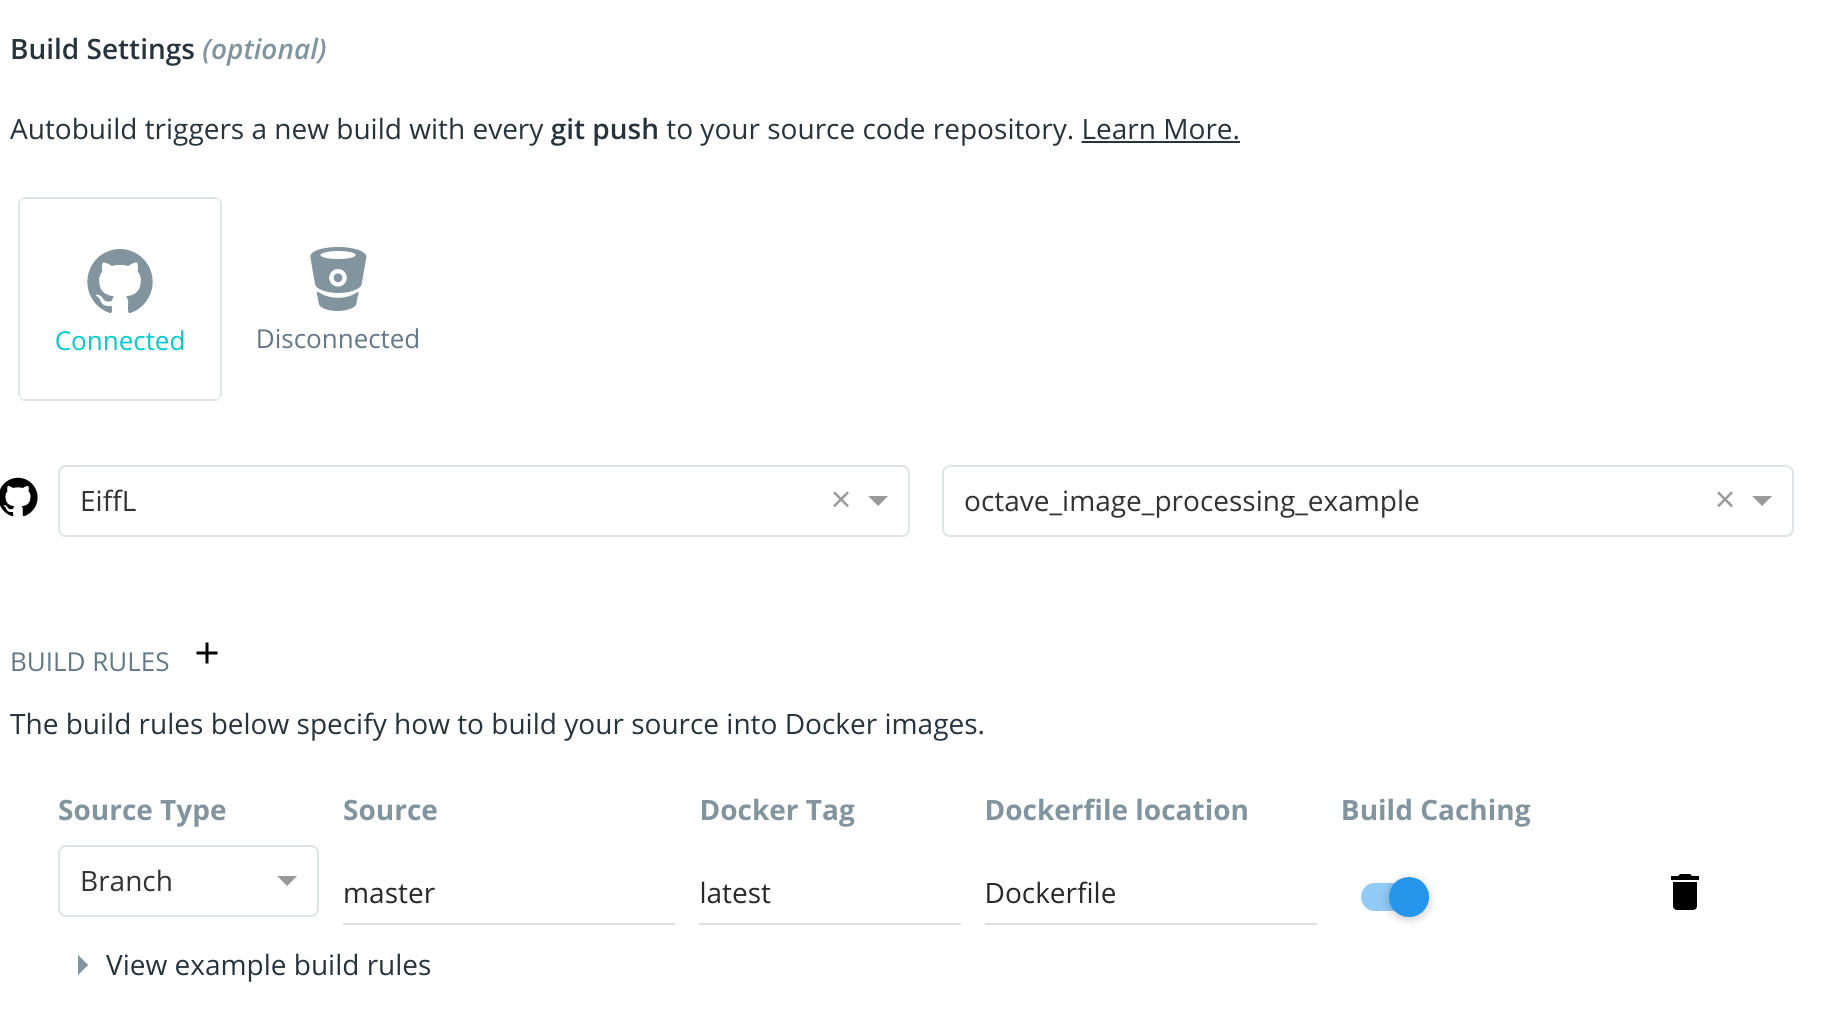 Build Settings (optional)
Autobuild triggers a new build with every git push to your source code repository. Learn More.
Connected
Disconnected
EiffL
octave_image_processing_example
BUILD RULES
The build rules below specify how to build your source into Docker images.
Source Type Source Docker Tag Dockerfile location Build Caching
Branch master latest Dockerfile
View example build rules